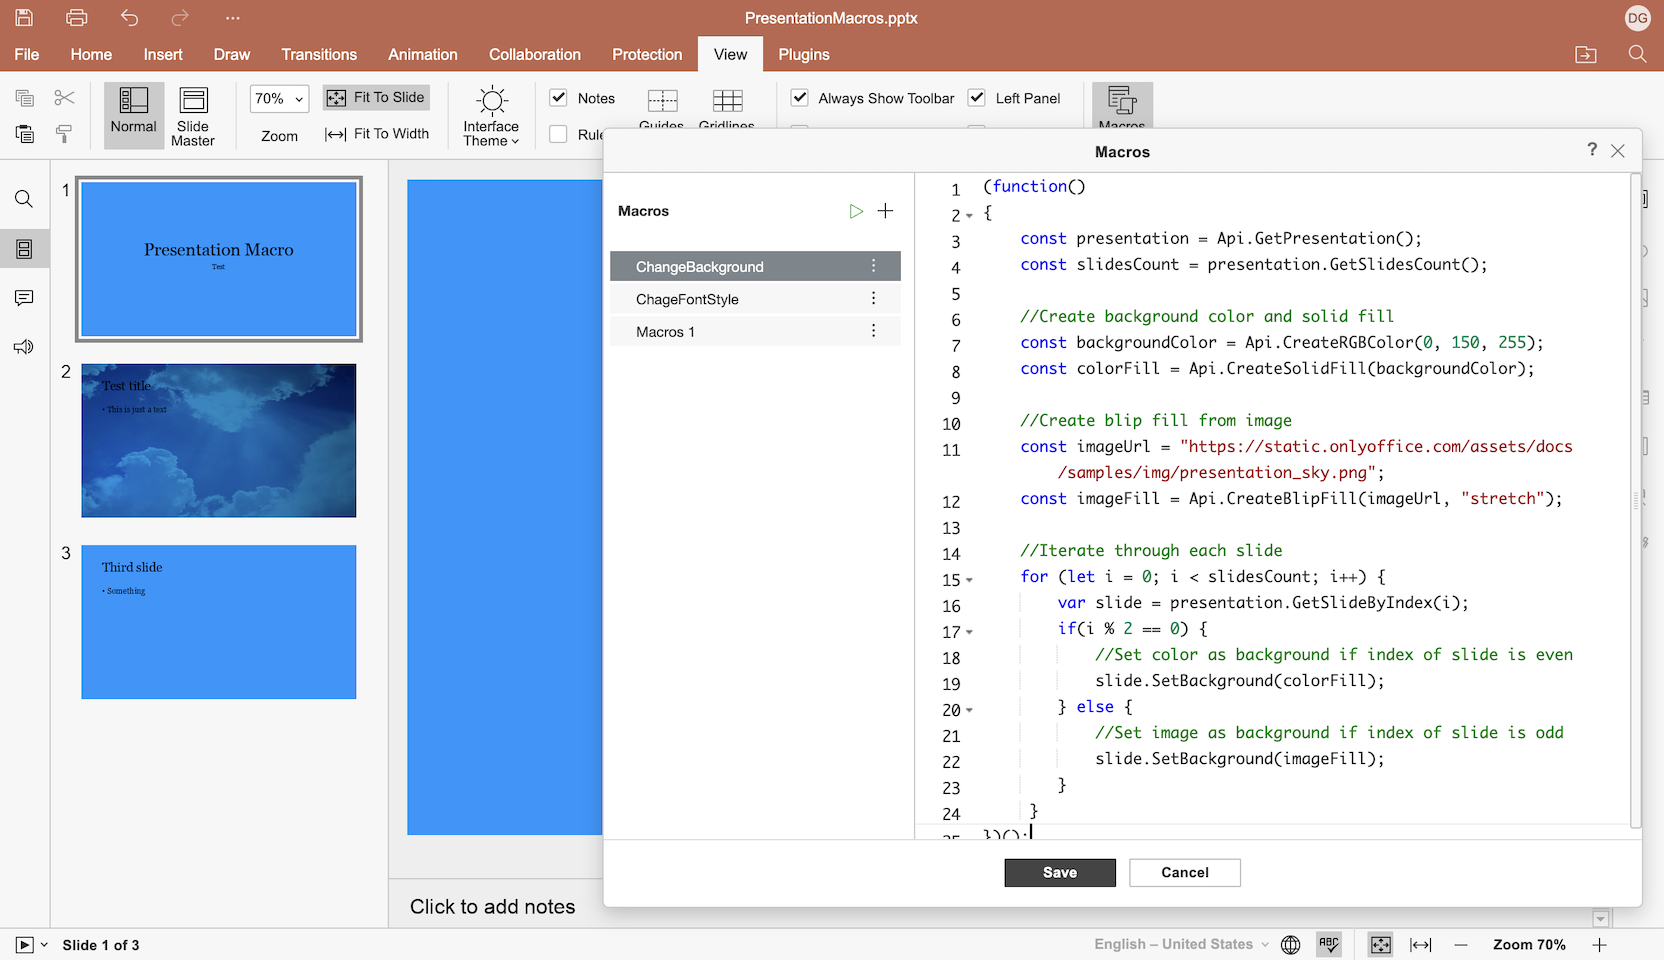 PresentationMacros.pptx
DG
File Home Insert Draw Transitions Animation Collaboration Protection View Plugins
Normal
Slide Master
70%
Zoom
Fit To Slide
Fit To Width
Interface Theme
Notes
Guides
Gridlines
Always Show Toolbar
Left Panel
Macros
1
Presentation Macro
Test
2
Test title
• This is just a text
3
Third slide
• Something
Macros
?
Macros
ChangeBackground
ChageFontStyle
Macros 1
1 (function()
2 {
3 const presentation = Api.GetPresentation();
4 const slidesCount = presentation.GetSlidesCount();
5
6 //Create background color and solid fill
7 const backgroundColor = Api.CreateRGBColor(0, 150, 255);
8 const colorFill = Api.CreateSolidFill(backgroundColor);
9
10 //Create blip fill from image
11 const imageUrl = "https://static.onlyoffice.com/assets/docs
/samples/img/presentation_sky.png";
12 const imageFill = Api.CreateBlipFill(imageUrl, "stretch");
13
14 //Iterate through each slide
15 for (let i = 0; i < slidesCount; i++) {
16 var slide = presentation.GetSlideByIndex(i);
17 if(i % 2 == 0) {
18 //Set color as background if index of slide is even
19 slide.SetBackground(colorFill);
20 } else {
21 //Set image as background if index of slide is odd
22 slide.SetBackground(imageFill);
23 }
24 }
25 })();
Save
Cancel
Click to add notes
Slide 1 of 3
English – United States
ABC
Zoom 70%